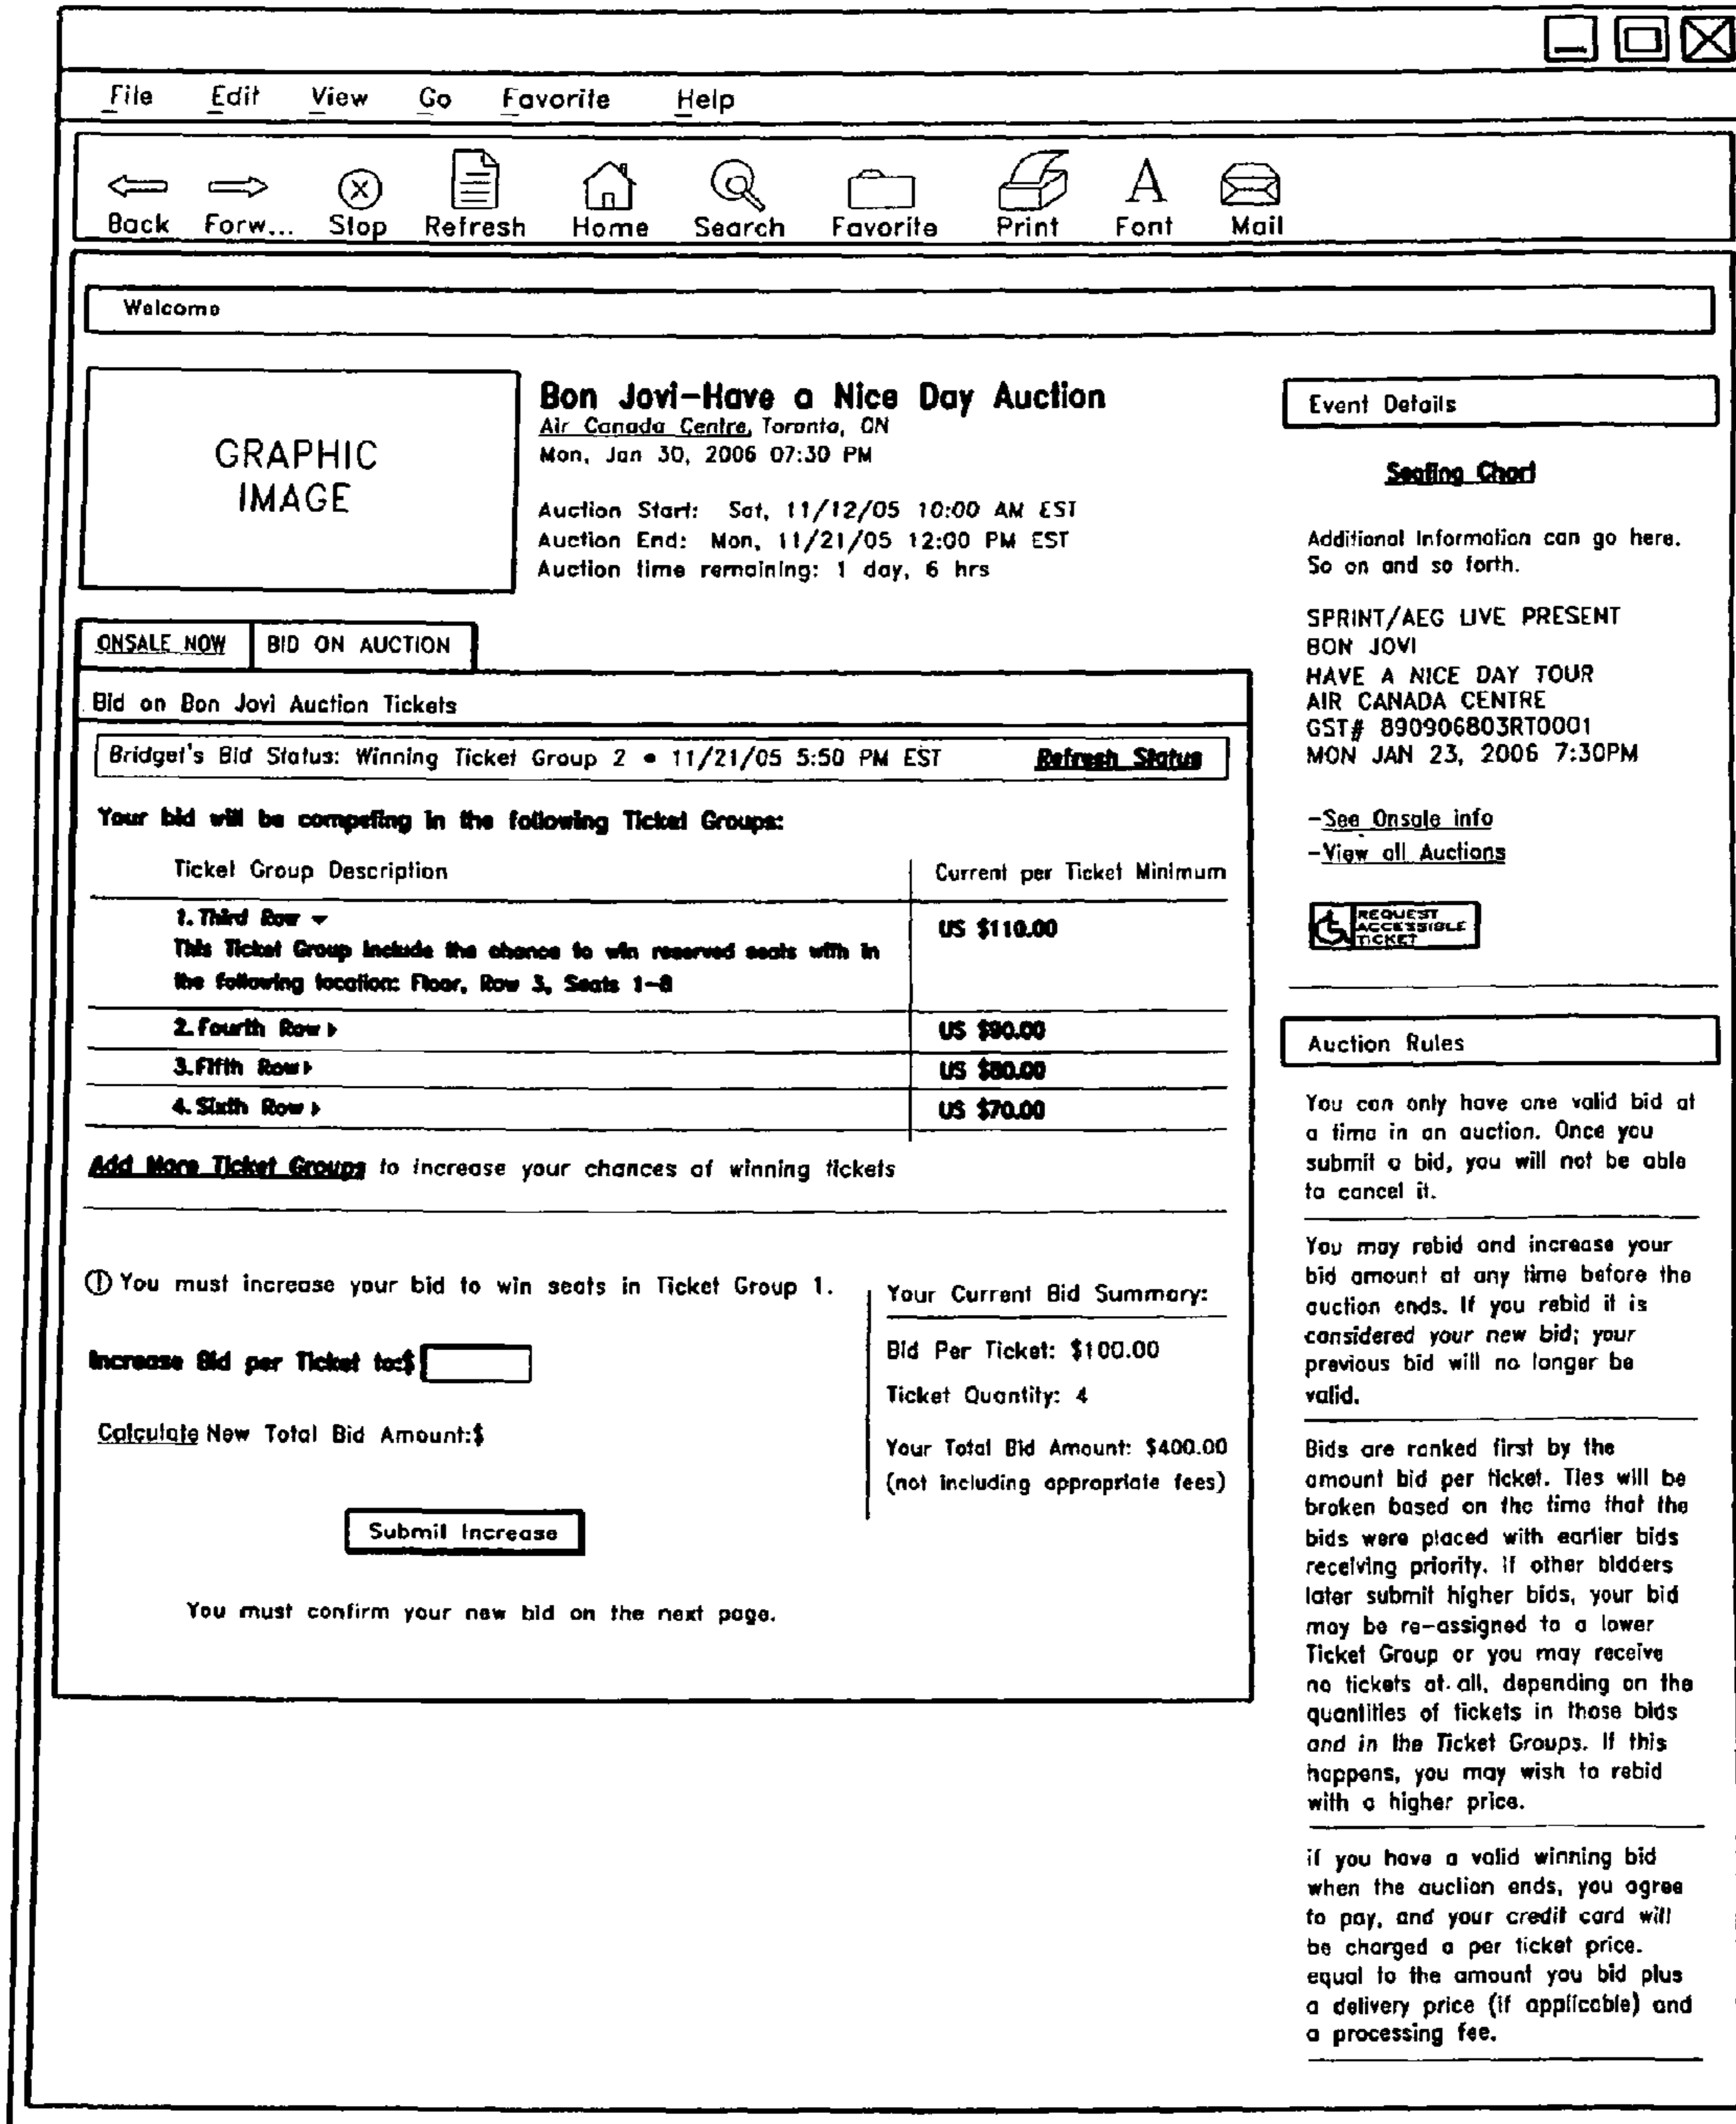 File Edit View Go Favorite Help
Back Forw... Stop Refresh Home Search Favorite Print Font Mail
Welcome
GRAPHIC
IMAGE
Bon Jovi-Have a Nice Day Auction
Air Canada Centre, Toronto, ON
Mon, Jan 30, 2006 07:30 PM
Auction Start: Sat, 11/12/05 10:00 AM EST
Auction End: Mon, 11/21/05 12:00 PM EST
Auction time remaining: 1 day, 6 hrs
ONSALE NOW BID ON AUCTION
Bid on Bon Jovi Auction Tickets
Bridget's Bid Status: Winning Ticket Group 2 • 11/21/05 5:50 PM EST Refresh Status
Your bid will be competing in the following Ticket Groups:
Ticket Group Description Current per Ticket Minimum
1. Third Row US $110.00
This Ticket Group include the chance to win reserved seats with in
the following location: Floor, Row 3, Seats 1-8
2. Fourth Row US $90.00
3. Fifth Row US $80.00
4. Sixth Row US $70.00
Add More Ticket Groups to increase your chances of winning tickets
! You must increase your bid to win seats in Ticket Group 1.
Increase Bid per Ticket to:$
Calculate New Total Bid Amount:$
Submit Increase
You must confirm your new bid on the next page.
Your Current Bid Summary:
Bid Per Ticket: $100.00
Ticket Quantity: 4
Your Total Bid Amount: $400.00
(not including appropriate fees)
Event Details
Seating Chart
Additional Information can go here.
So on and so forth.
SPRINT/AEG LIVE PRESENT
BON JOVI
HAVE A NICE DAY TOUR
AIR CANADA CENTRE
GST# 890906803RT0001
MON JAN 23, 2006 7:30PM
-See Onsale info
-View all Auctions
REQUEST
ACCESSIBLE
TICKET
Auction Rules
You can only have one valid bid at
a time in an auction. Once you
submit a bid, you will not be able
to cancel it.
You may rebid and increase your
bid amount at any time before the
auction ends. If you rebid it is
considered your new bid; your
previous bid will no longer be
valid.
Bids are ranked first by the
amount bid per ticket. Ties will be
broken based on the time that the
bids were placed with earlier bids
receiving priority. If other bidders
later submit higher bids, your bid
may be re-assigned to a lower
Ticket Group or you may receive
no tickets at all, depending on the
quantities of tickets in those bids
and in the Ticket Groups. If this
happens, you may wish to rebid
with a higher price.
if you have a valid winning bid
when the auction ends, you agree
to pay, and your credit card will
be charged a per ticket price.
equal to the amount you bid plus
a delivery price (if applicable) and
a processing fee.